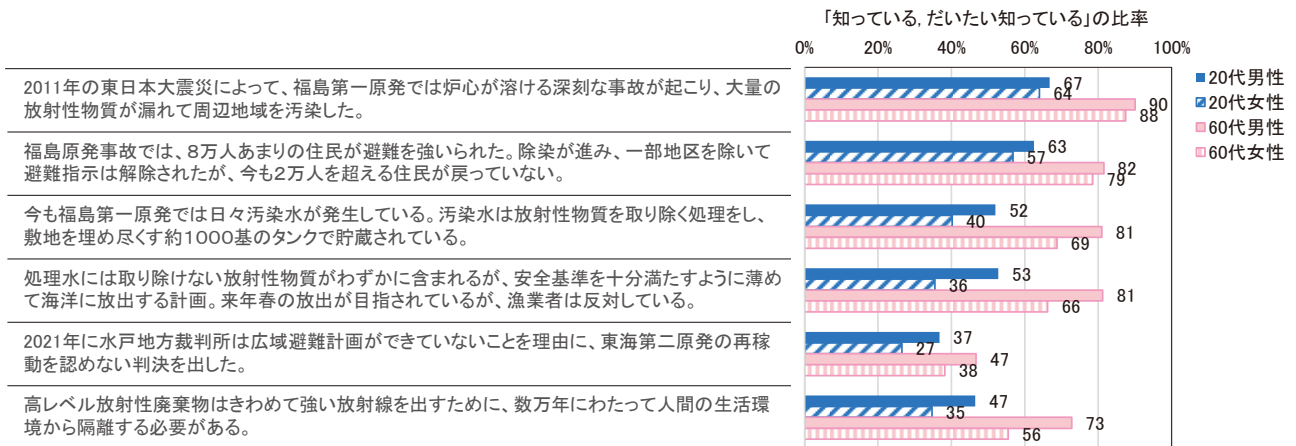 「知っている, だいたい知っている」の比率
0% 20% 40% 60% 80% 100%
2011年の東日本大震災によって、福島第一原発では炉心が溶ける深刻な事故が起こり、大量の
放射性物質が漏れて周辺地域を汚染した。
67
64
90
88
20代男性
20代女性
60代男性
60代女性
福島原発事故では、8万人あまりの住民が避難を強いられた。除染が進み、一部地区を除いて
避難指示は解除されたが、今も2万人を超える住民が戻っていない。
63
57
82
79
今も福島第一原発では日々汚染水が発生している。汚染水は放射性物質を取り除く処理をし、
敷地を埋め尽くす約1000基のタンクで貯蔵されている。
52
40
81
69
処理水には取り除けない放射性物質がわずかに含まれるが、安全基準を十分満たすように薄め
て海洋に放出する計画。来年春の放出が目指されているが、漁業者は反対している。
53
36
81
66
2021年に水戸地方裁判所は広域避難計画ができていないことを理由に、東海第二原発の再稼
動を認めない判決を出した。
37
27
47
38
高レベル放射性廃棄物はきわめて強い放射線を出すために、数万年にわたって人間の生活環
境から隔離する必要がある。
47
35
73
56